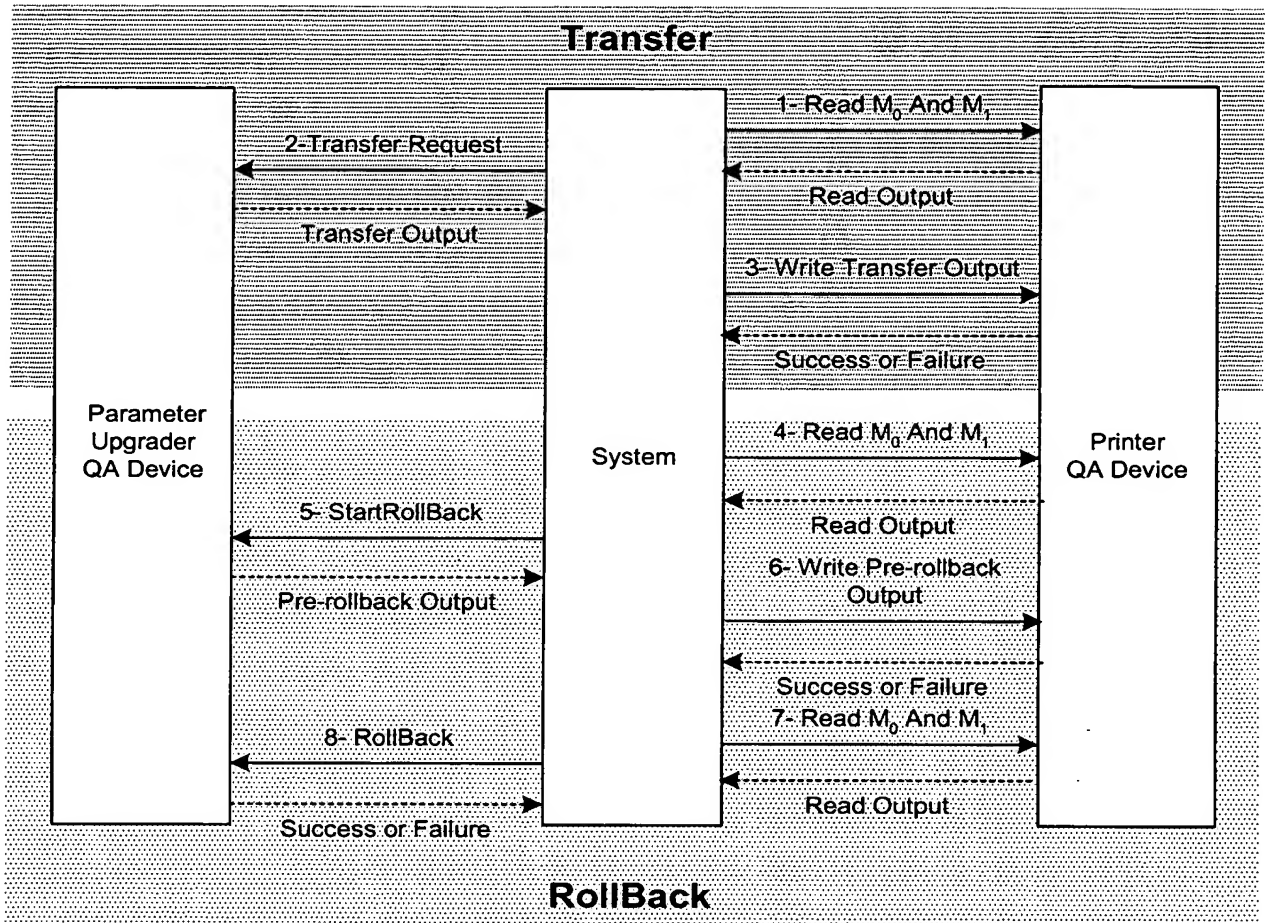 Transfer
1- Read M₀ And M₁
2-Transfer Request
Read Output
Transfer Output
3- Write Transfer Output
Success or Failure
Parameter
Upgrader
QA Device
System
Printer
QA Device
4- Read M₀ And M₁
Read Output
5- StartRollBack
6- Write Pre-rollback
Output
Pre-rollback Output
Success or Failure
7- Read M₀ And M₁
8- RollBack
Read Output
Success or Failure
RollBack